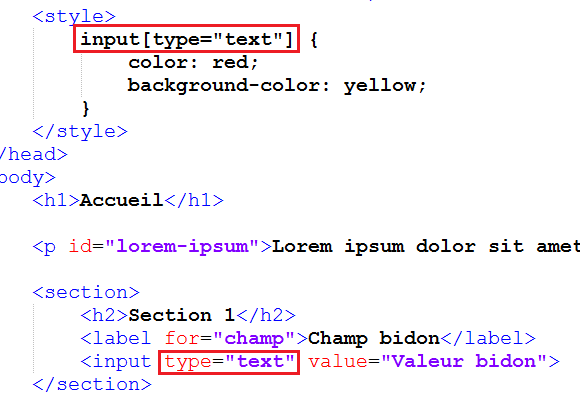 <style>
input[type="text"] {
color: red;
background-color: yellow;
}
</style>
/head>
body>
<h1>Accueil</h1>
<p id="lorem-ipsum">Lorem ipsum dolor sit amet
<section>
<h2>Section 1</h2>
<label for="champ">Champ bidon</label>
<input type="text" value="Valeur bidon">
</section>